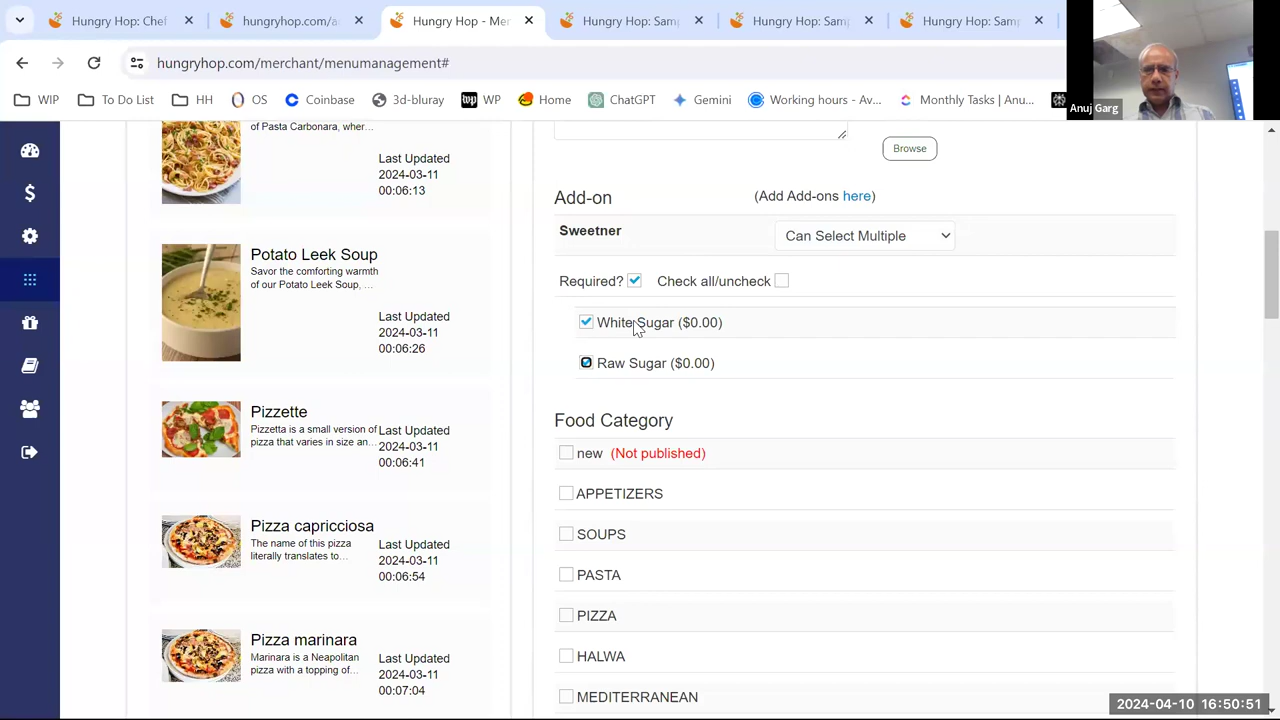 Hungry Hop: Chef
hungryhop.com/a
Hungry Hop - Mer
Hungry Hop: Samp
Hungry Hop: Samp
Hungry Hop: Samp
hungryhop.com/merchant/menumanagement#
WIP
To Do List
HH
OS
Coinbase
3d-bluray
wp
WP
Home
ChatGPT
Gemini
Working hours - Av...
Monthly Tasks | Anu...
Anuj Garg
of Pasta Carbonara, wher...
Last Updated
2024-03-11
00:06:13
Potato Leek Soup
Savor the comforting warmth
of our Potato Leek Soup, ...
Last Updated
2024-03-11
00:06:26
Pizzette
Pizzetta is a small version of
pizza that varies in size an...
Last Updated
2024-03-11
00:06:41
Pizza capricciosa
The name of this pizza
literally translates to...
Last Updated
2024-03-11
00:06:54
Pizza marinara
Marinara is a Neapolitan
pizza with a topping of...
Last Updated
2024-03-11
00:07:04
Browse
Add-on
(Add Add-ons here)
Sweetner
Can Select Multiple
Required?
Check all/uncheck
White Sugar ($0.00)
Raw Sugar ($0.00)
Food Category
new (Not published)
APPETIZERS
SOUPS
PASTA
PIZZA
HALWA
MEDITERRANEAN
2024-04-10 16:50:51